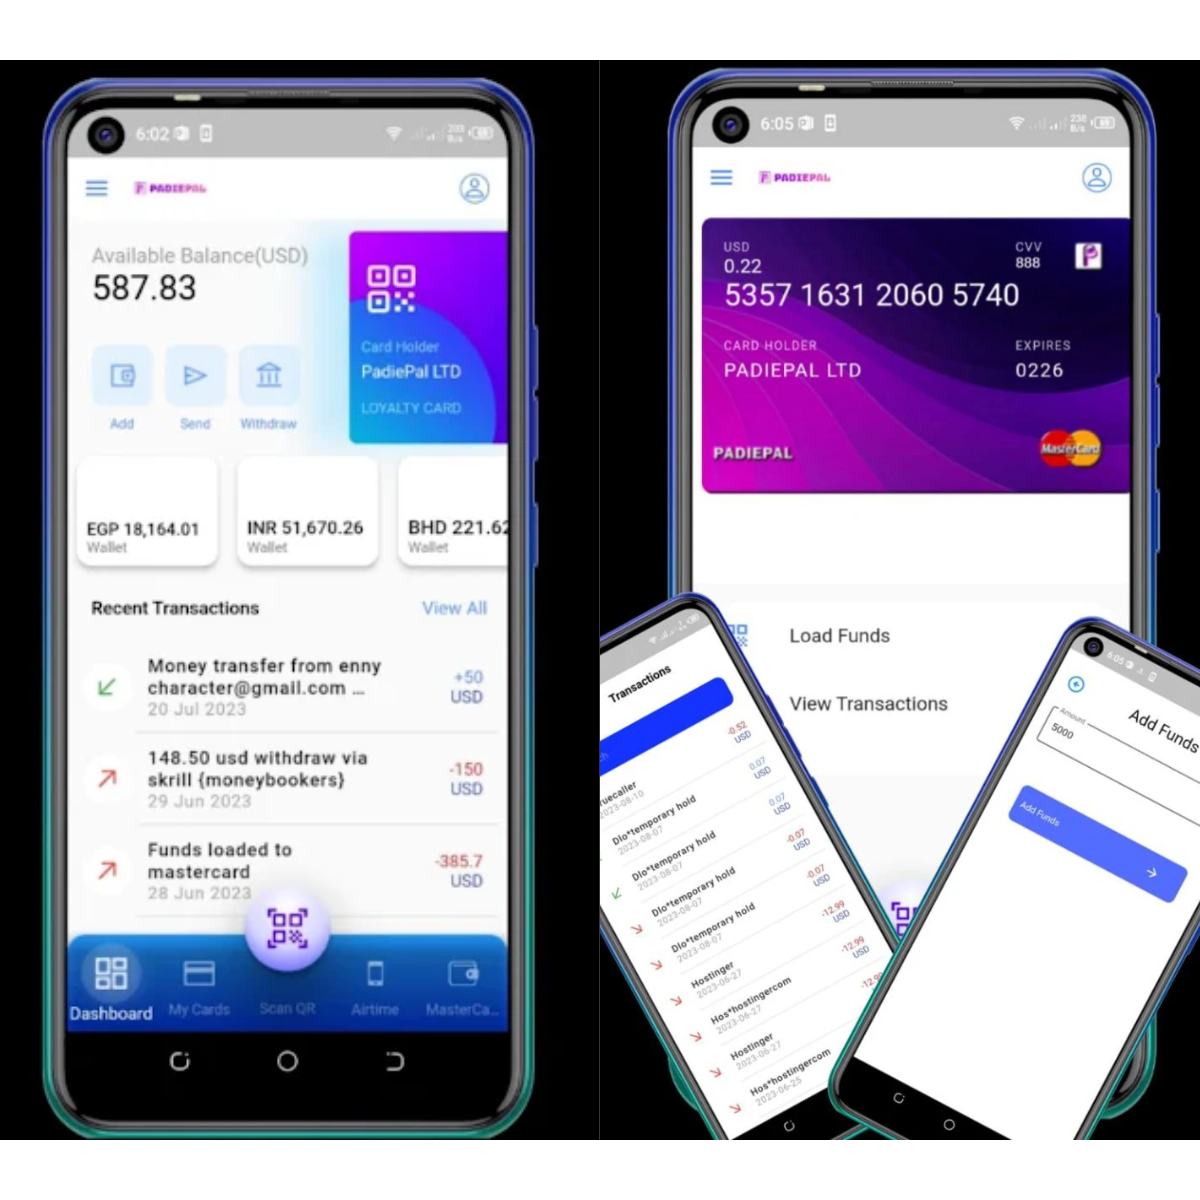 6:02
PADIEPAL
Available Balance(USD)
587.83
Add
Send
Withdraw
Card Holder
PadiePal LTD
LOYALTY CARD
EGP 18,164.01
Wallet
INR 51,670.26
Wallet
BHD 221.62
Wallet
Recent Transactions
View All
Money transfer from enny
character@gmail.com ...
20 Jul 2023
+50
USD
148.50 usd withdraw via
skrill {moneybookers}
29 Jun 2023
-150
USD
Funds loaded to
mastercard
28 Jun 2023
-385.7
USD
Dashboard
My Cards
Scan QR
Airtime
MasterCa...
6:05
238
B/s
PADIEPAL
USD
0.22
CVV
888
5357 1631 2060 5740
CARD HOLDER
PADIEPAL LTD
EXPIRES
0226
PADIEPAL
MasterCard
Load Funds
View Transactions
Transactions
-0.52
USD
2023-08-10
Dlo*temporary hold
2023-08-07
0.07
USD
Dlo*temporary hold
2023-08-07
0.07
USD
Dlo*temporary hold
2023-08-07
-0.07
USD
Dlo*temporary hold
2023-08-07
-0.07
USD
Hostinger
2023-06-27
-12.99
USD
Hos*hostingercom
2023-06-27
-12.99
USD
Hostinger
2023-06-27
-12.99
Hos*hostingercom
2023-06-25
6:05
Add Funds
Amount
5000
Add Funds